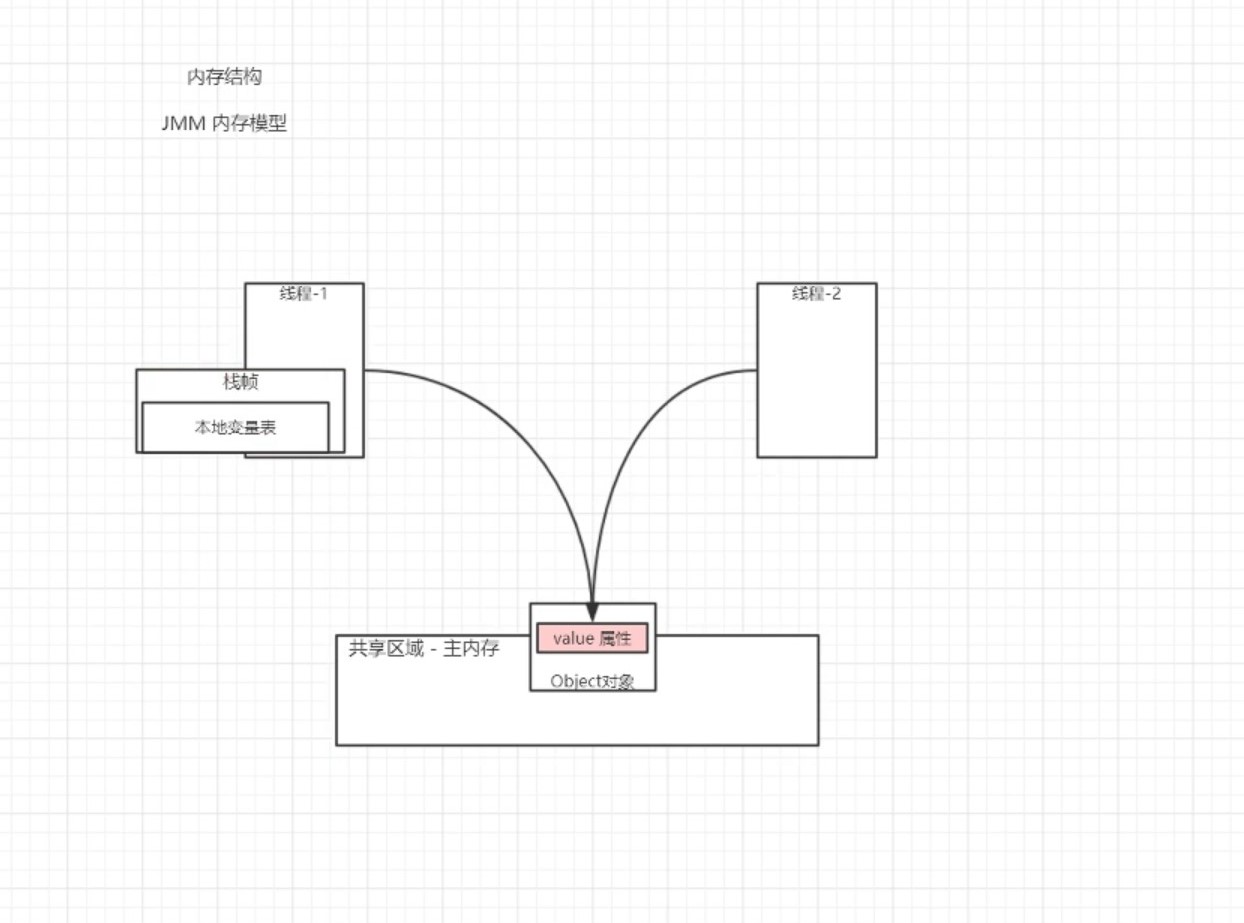 内存结构
JMM 内存模型
线程-1
线程-2
栈帧
本地变量表
value 属性
共享区域 - 主内存
Object对象